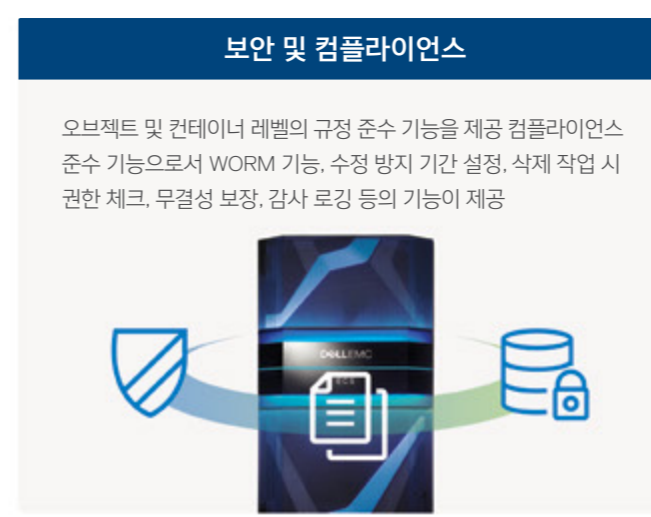 보안 및 컴플라이언스
오브젝트 및 컨테이너 레벨의 규정 준수 기능을 제공 컴플라이언스
준수 기능으로서 WORM 기능, 수정 방지 기간 설정, 삭제 작업 시
권한 체크, 무결성 보장, 감사 로깅 등의 기능이 제공
DELLEMC
ECS